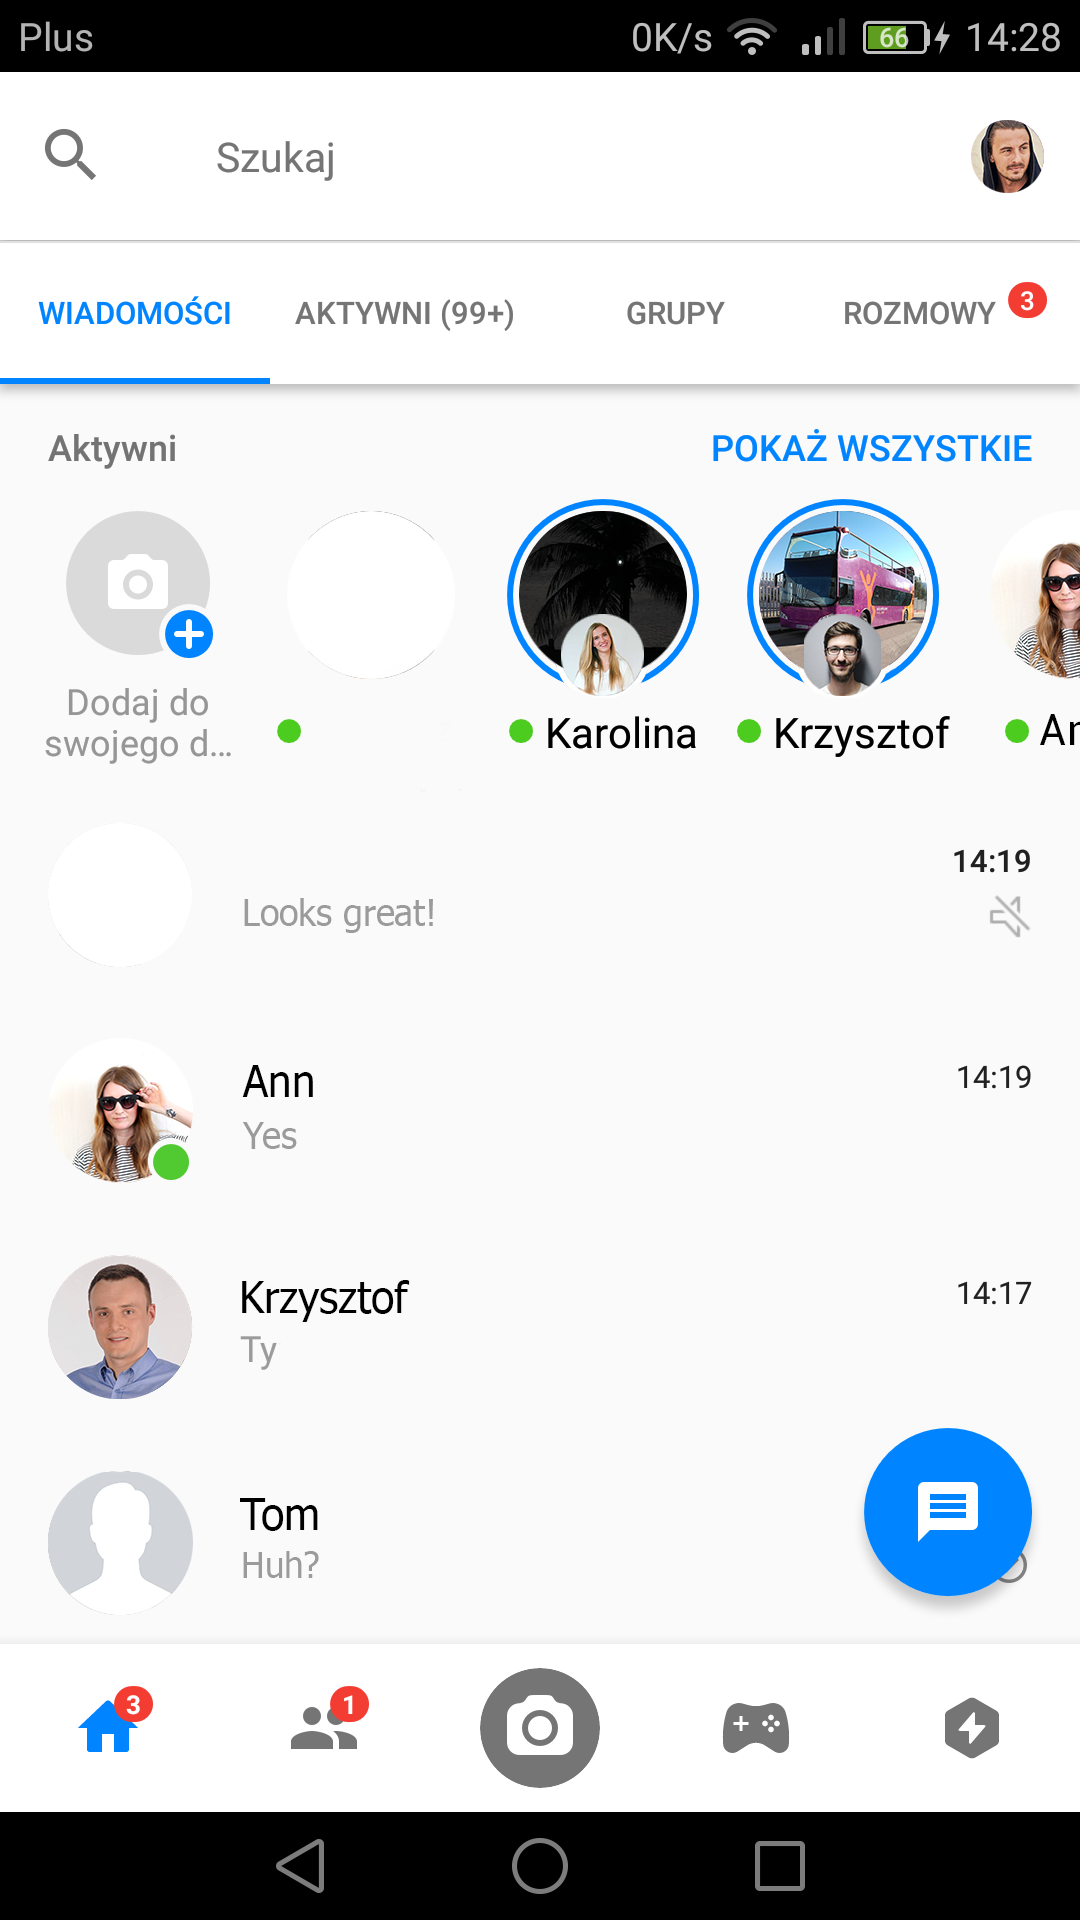 Plus 0K/s 66 14:28
Szukaj
WIADOMOŚCI AKTYWNI (99+) GRUPY ROZMOWY 3
Aktywni POKAŻ WSZYSTKIE
Dodaj do
swojego d...
Karolina Krzysztof
14:19
Looks great!
Ann 14:19
Yes
Krzysztof 14:17
Ty
Tom
Huh?
3 1